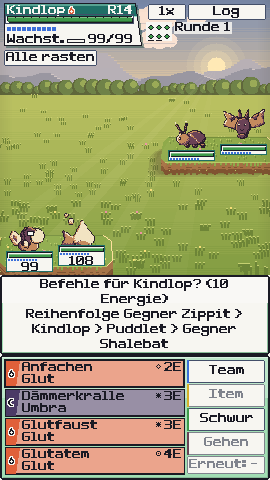 Kindlop R14
1x
Log
Wachst. 99/99
Runde 1
Alle rasten
99
108
Befehle für Kindlop? (10
Energie)
Reihenfolge Gegner Zippit >
Kindlop > Puddlet > Gegner
Shalebat
Anfachen 2E
Glut
Dämmerkralle 3E
Umbra
Glutfaust 3E
Glut
Glutatem 4E
Glut
Team
Item
Schwur
Gehen
Erneut:-